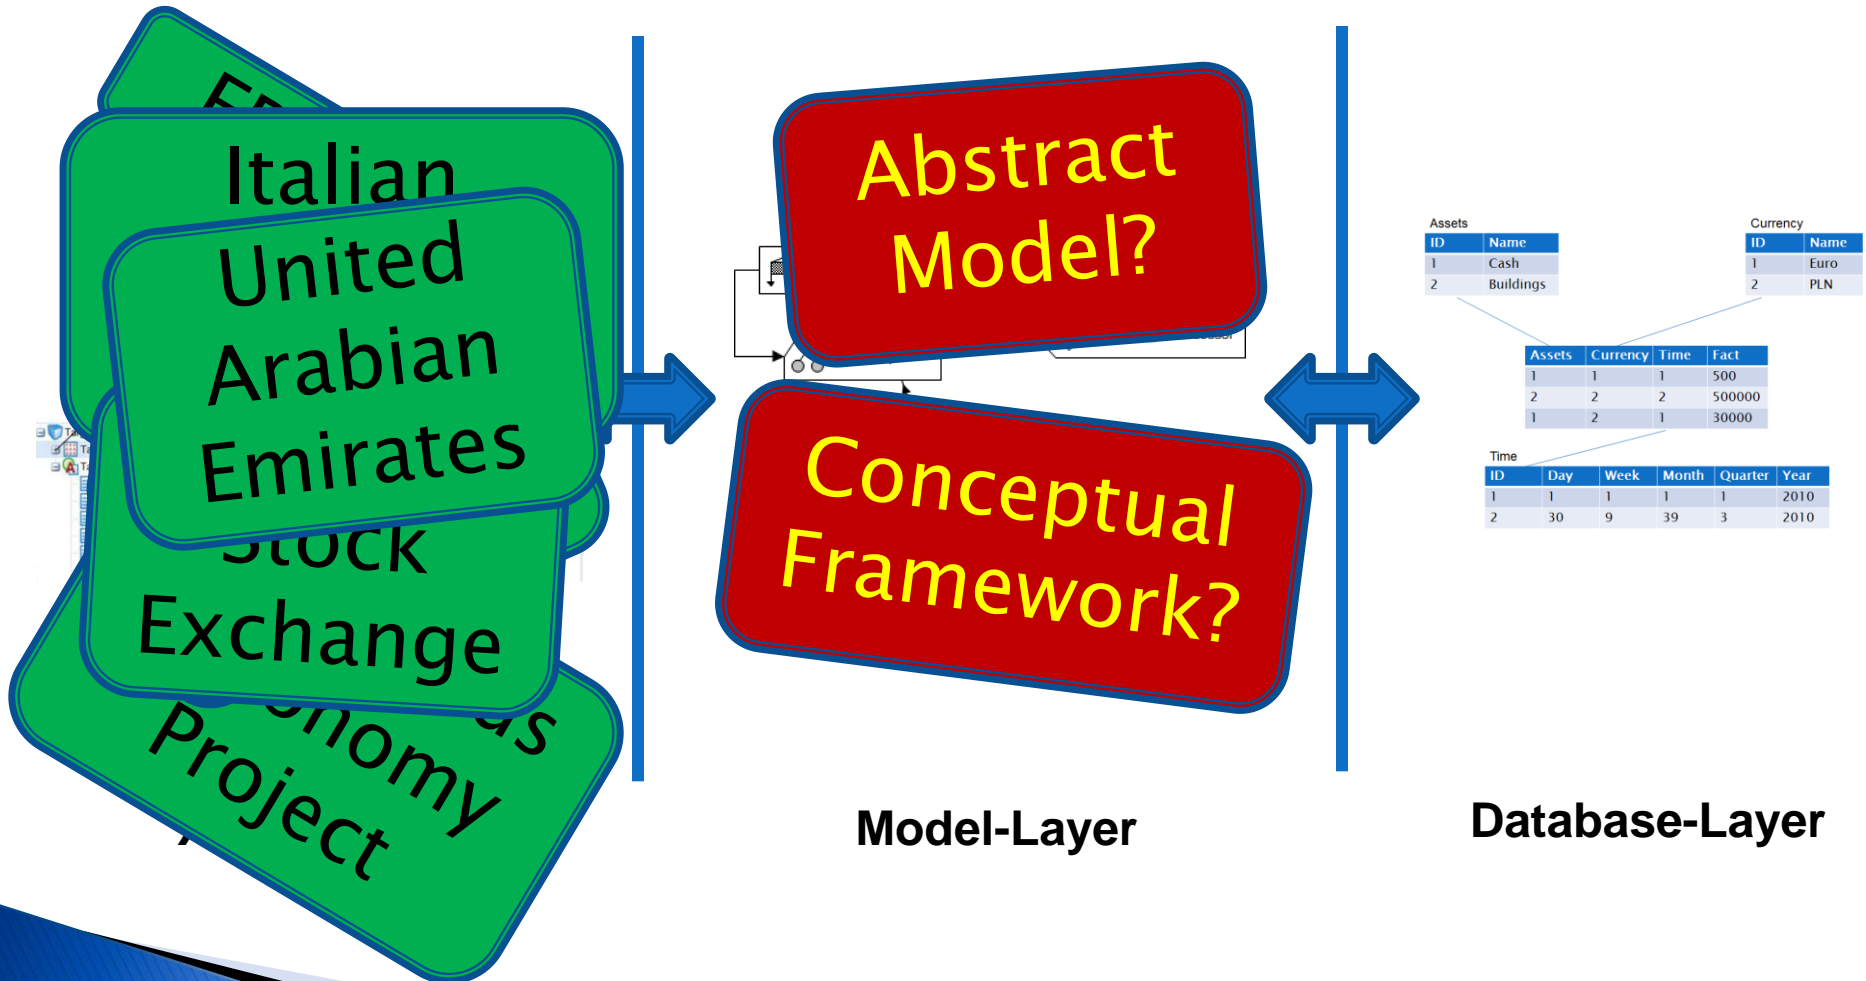 Italian
United
Arabian
Emirates
Stock
Exchange
Project
Abstract
Model?
Conceptual
Framework?
Model-Layer
Assets
ID Name
1 Cash
2 Buildings
Currency
ID Name
1 Euro
2 PLN
Assets Currency Time Fact
1 1 1 500
2 2 2 500000
1 2 1 30000
Time
ID Day Week Month Quarter Year
1 1 1 1 1 2010
2 30 9 39 3 2010
Database-Layer